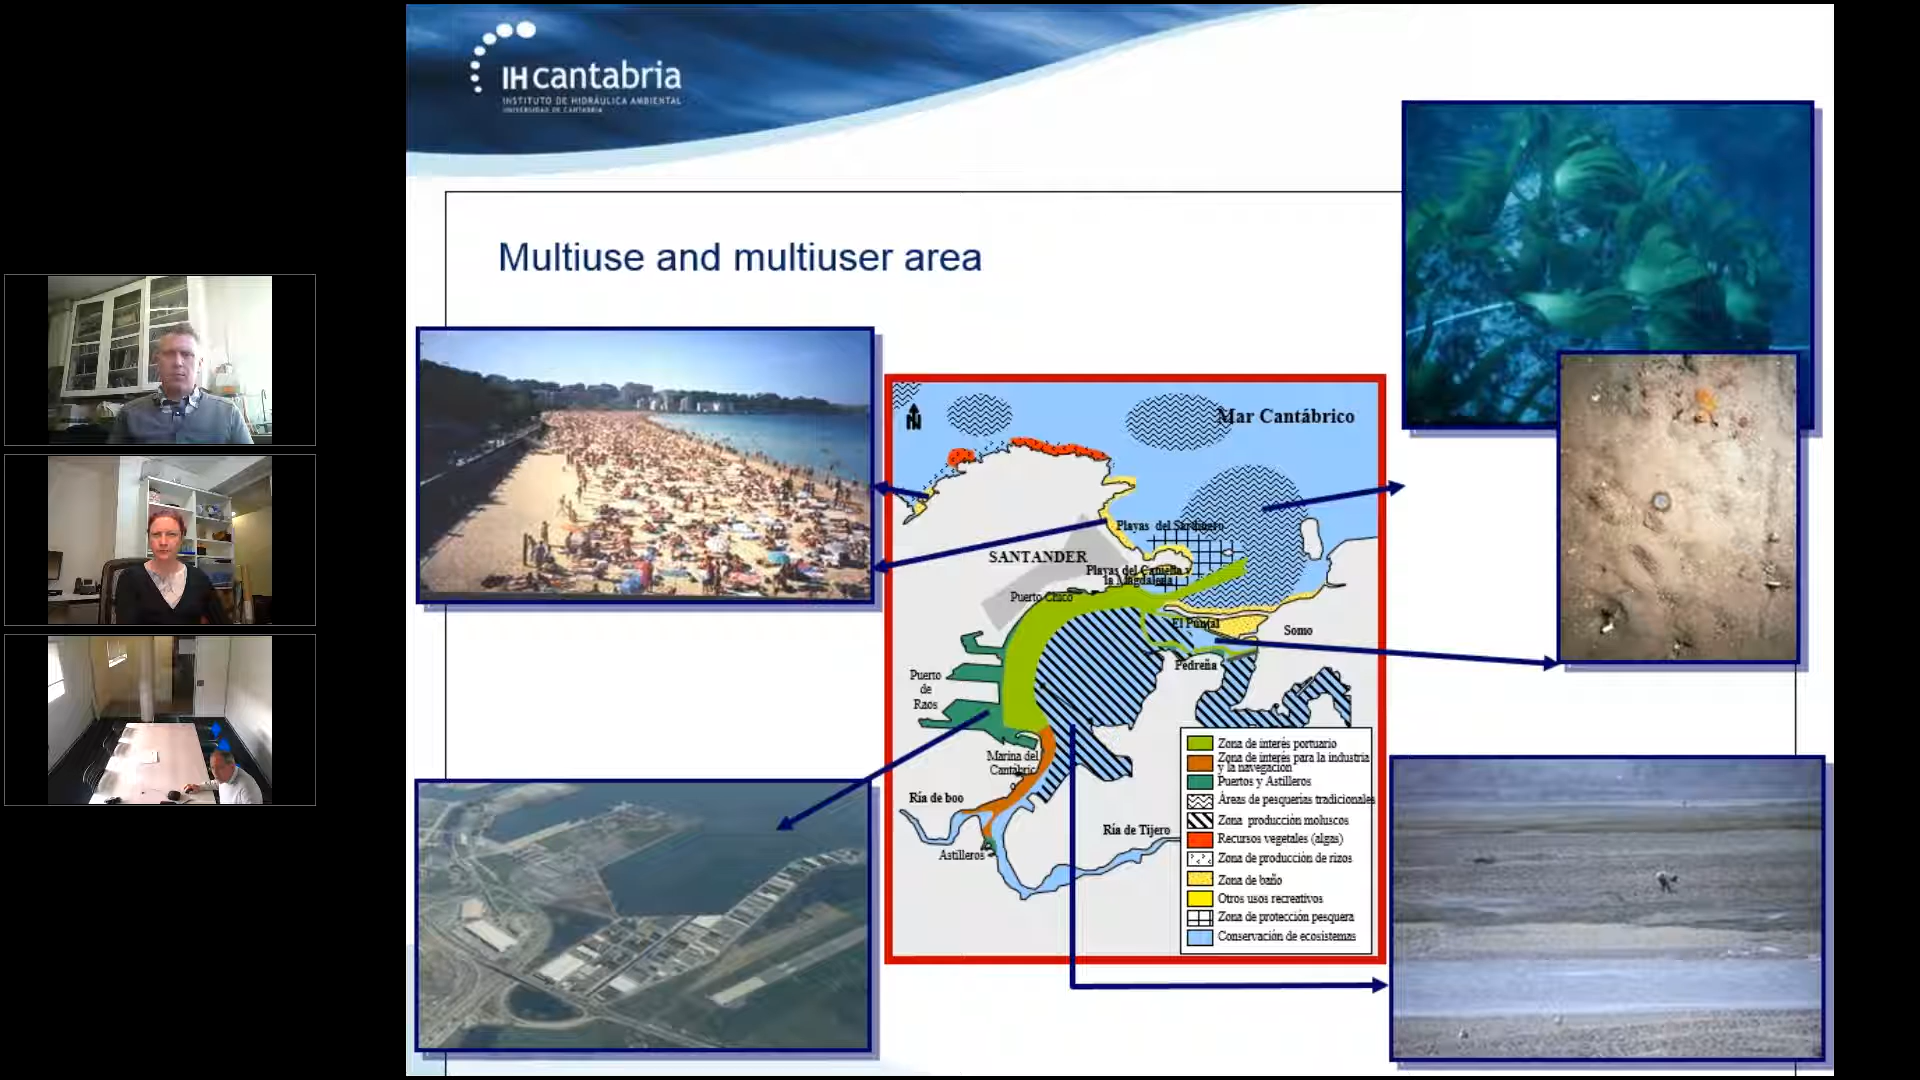 IHcantabria
INSTITUTO DE HIDRÁULICA AMBIENTAL
UNIVERSIDAD DE CANTABRIA
Multiuse and multiuser area
N
Mar Cantábrico
Playas del Sardinero
SANTANDER
Playas del Camello y
la Magdalena
Puerto Chico
El Puntal
Somo
Pedreña
Puerto
de
Raos
Marina del
Cantábric
o
Ría de boo
Ría de Tijero
Astilleros
Zona de interés portuario
Zona de interés para la industria
y la navegación
Puertos y Astilleros
Áreas de pesquerías tradicionales
Zona producción moluscos
Recursos vegetales (algas)
Zona de producción de rizos
Zona de baño
Otros usos recreativos
Zona de protección pesquera
Conservación de ecosistemas